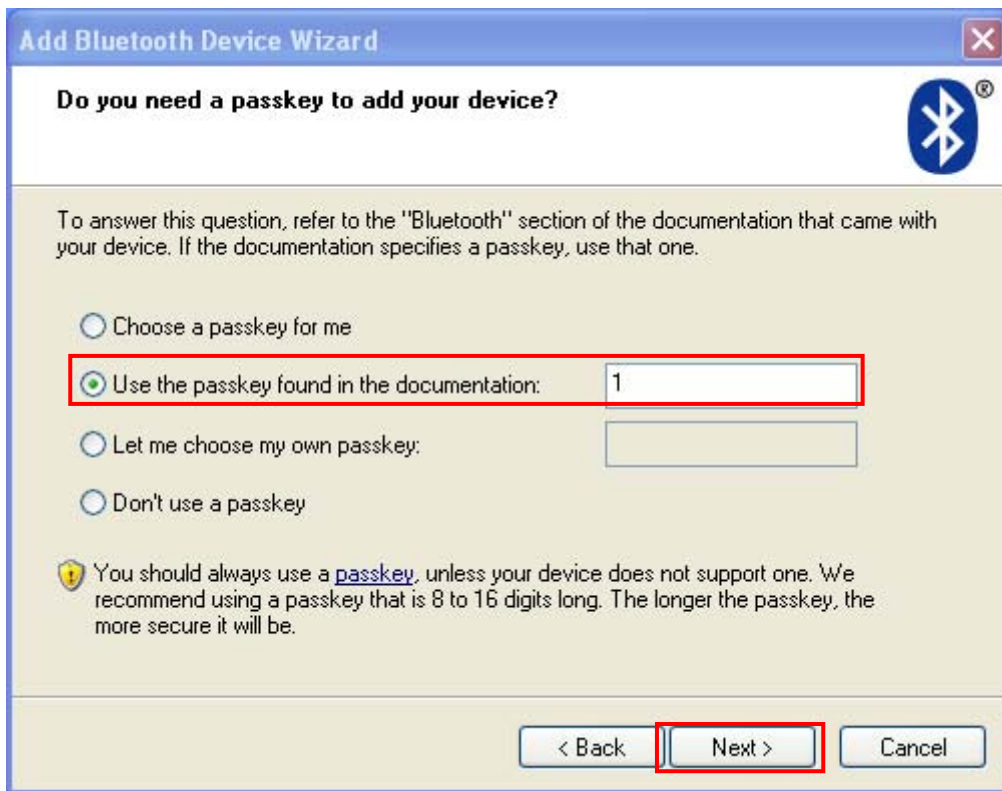 Add Bluetooth Device Wizard
Do you need a passkey to add your device?
®
To answer this question, refer to the "Bluetooth" section of the documentation that came with
your device. If the documentation specifies a passkey, use that one.
Choose a passkey for me
Use the passkey found in the documentation: 1
Let me choose my own passkey:
Don't use a passkey
You should always use a passkey, unless your device does not support one. We
recommend using a passkey that is 8 to 16 digits long. The longer the passkey, the
more secure it will be.
< Back Next > Cancel